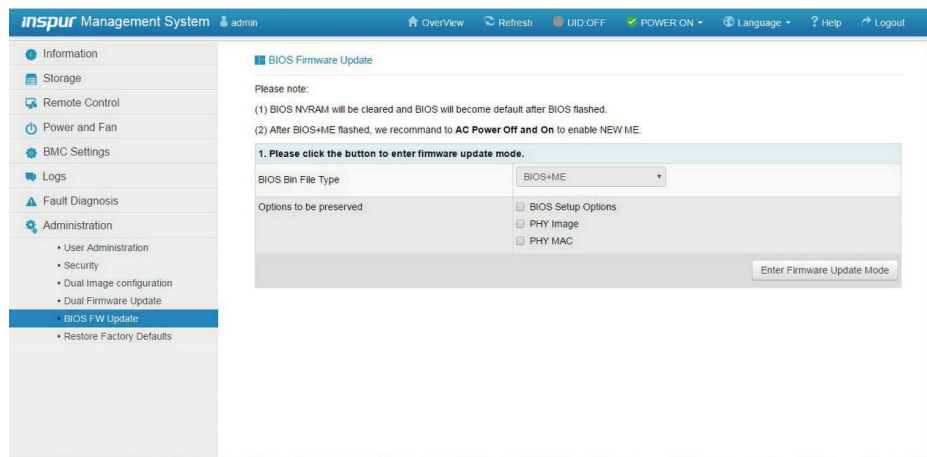 inspur Management System admin OverView Refresh UID:OFF POWER:ON Language Help Logout
Information
Storage
Remote Control
Power and Fan
BMC Settings
Logs
Fault Diagnosis
Administration
• User Administration
• Security
• Dual Image configuration
• Dual Firmware Update
• BIOS FW Update
• Restore Factory Defaults
BIOS Firmware Update
Please note:
(1) BIOS NVRAM will be cleared and BIOS will become default after BIOS flashed.
(2) After BIOS+ME flashed, we recommand to AC Power Off and On to enable NEW ME.
1. Please click the button to enter firmware update mode.
BIOS Bin File Type BIOS+ME
Options to be preserved BIOS Setup Options
PHY Image
PHY MAC
Enter Firmware Update Mode